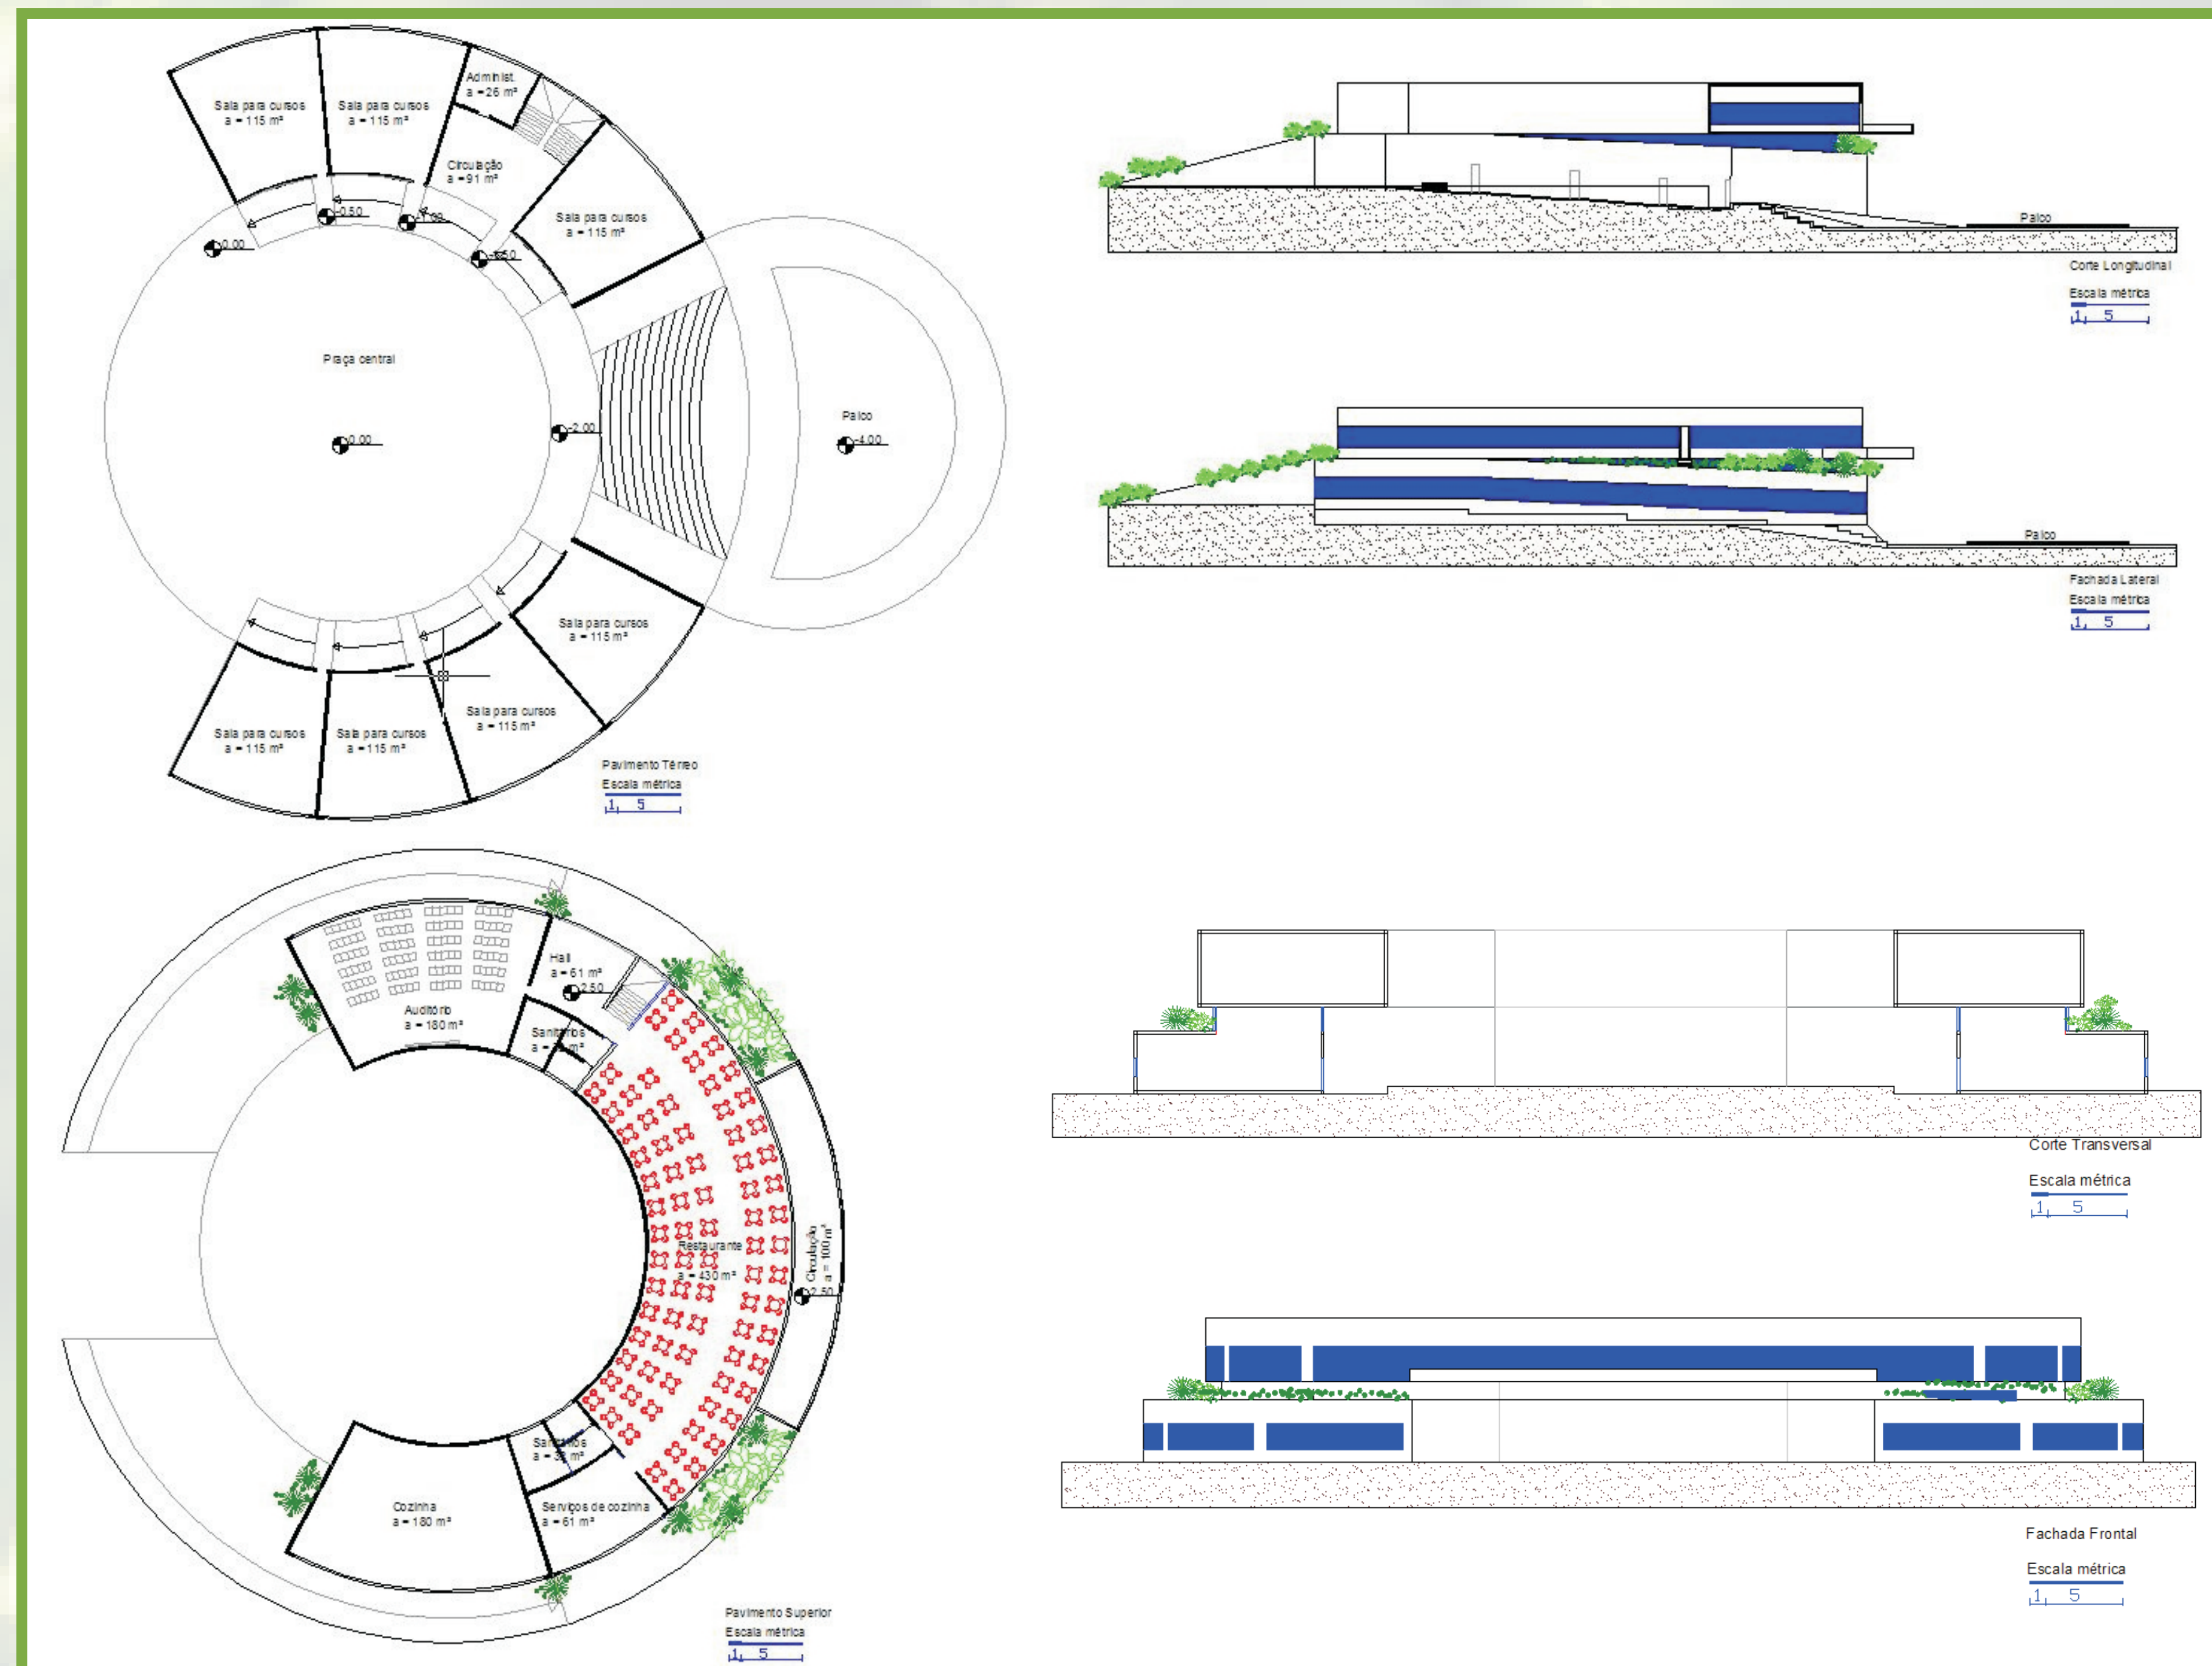 Administ.
a = 26 m²
Sala para cursos
a = 115 m²
Sala para cursos
a = 115 m²
Circulação
a = 91 m²
Sala para cursos
a = 115 m²
-0.50
-1.00
0.00
Praça central
0.00
-2.00
Palco
-4.00
Sala para cursos
a = 115 m²
Sala para cursos
a = 115 m²
Sala para cursos
a = 115 m²
Sala para cursos
a = 115 m²
Pavimento Térreo
Escala métrica
1 5
Hall
a = 61 m²
2.50
Auditório
a = 180 m²
Sanitários
Restaurante
a = 430 m²
Circulação
a = 100 m²
2.50
Sanitários
Cozinha
a = 180 m²
Serviços de cozinha
a = 61 m²
Pavimento Superior
Escala métrica
1 5
Palco
Corte Longitudinal
Escala métrica
1 5
Palco
Fachada Lateral
Escala métrica
1 5
Corte Transversal
Escala métrica
1 5
Fachada Frontal
Escala métrica
1 5